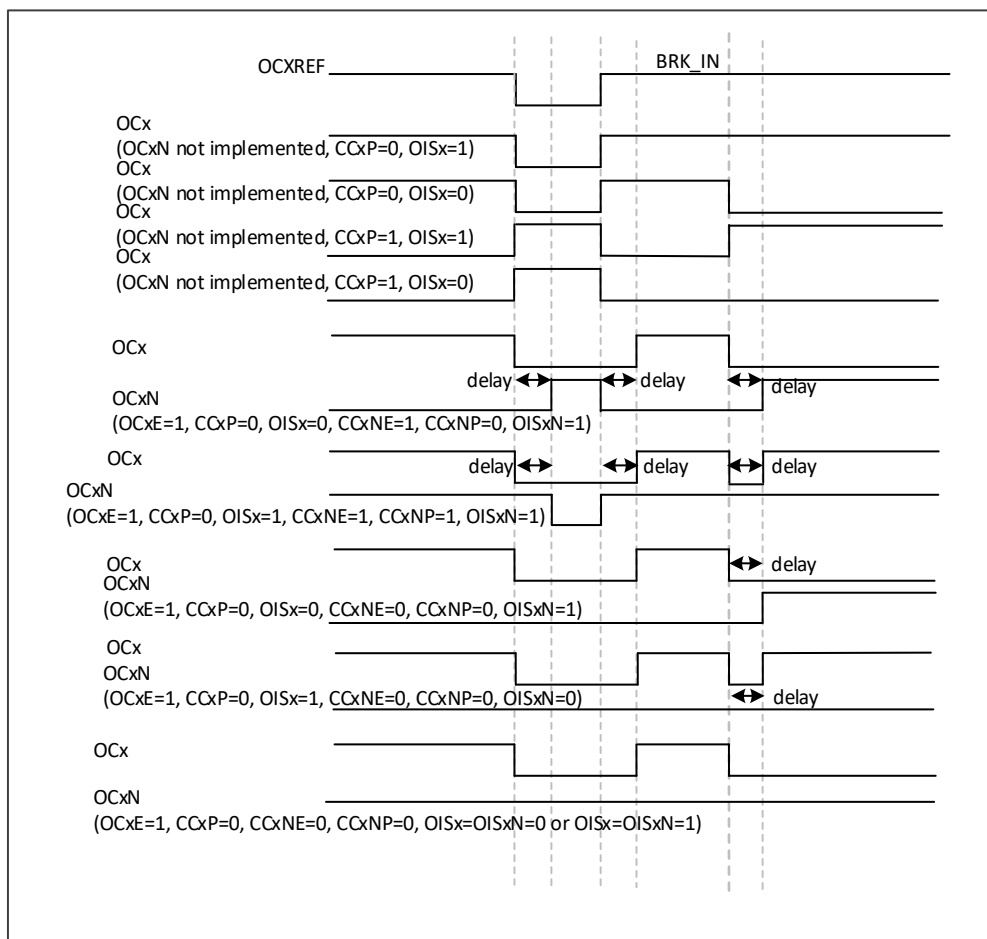 BRK_IN
OCXREF
OCx
(OCxN not implemented, CCxP=0, OISx=1)
OCx
(OCxN not implemented, CCxP=0, OISx=0)
OCx
(OCxN not implemented, CCxP=1, OISx=1)
OCx
(OCxN not implemented, CCxP=1, OISx=0)
OCx
delay delay delay
OCxN
(OCxE=1, CCxP=0, OISx=0, CCxNE=1, CCxNP=0, OISxN=1)
OCx
delay delay delay
OCxN
(OCxE=1, CCxP=0, OISx=1, CCxNE=1, CCxNP=1, OISxN=1)
OCx
delay
OCxN
(OCxE=1, CCxP=0, OISx=0, CCxNE=0, CCxNP=0, OISxN=1)
OCx
OCxN
(OCxE=1, CCxP=0, OISx=1, CCxNE=0, CCxNP=0, OISxN=0)
delay
OCx
OCxN
(OCxE=1, CCxP=0, CCxNE=0, CCxNP=0, OISx=OISxN=0 or OISx=OISxN=1)